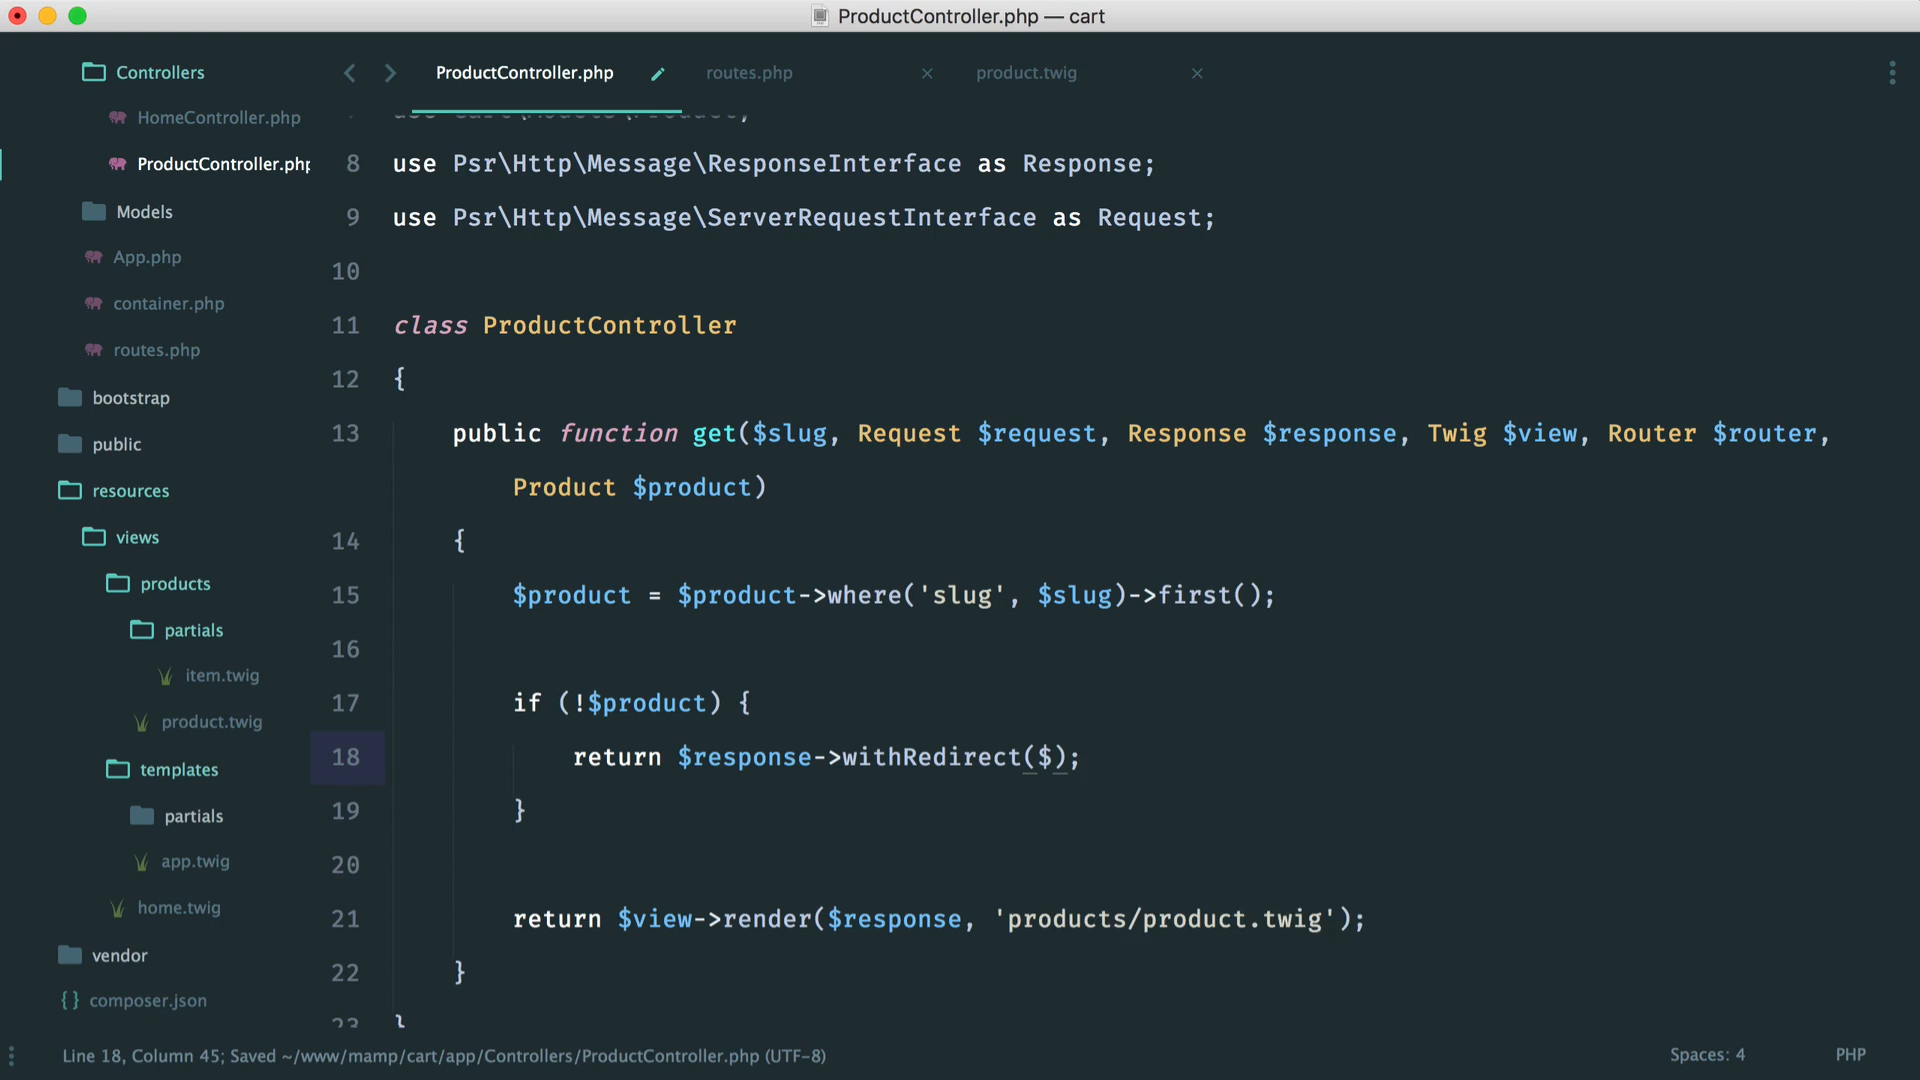 ProductController.php — cart
Controllers
HomeController.php
ProductController.php
Models
App.php
container.php
routes.php
bootstrap
public
resources
views
products
partials
item.twig
product.twig
templates
partials
app.twig
home.twig
vendor
{} composer.json
ProductController.php
routes.php
product.twig
8 use Psr\Http\Message\ResponseInterface as Response;
9 use Psr\Http\Message\ServerRequestInterface as Request;
10
11 class ProductController
12 {
13 public function get($slug, Request $request, Response $response, Twig $view, Router $router,
Product $product)
14 {
15 $product = $product->where('slug', $slug)->first();
16
17 if (!$product) {
18 return $response->withRedirect($);
19 }
20
21 return $view->render($response, 'products/product.twig');
22 }
23 }
Line 18, Column 45; Saved ~/www/mamp/cart/app/Controllers/ProductController.php (UTF-8)
Spaces: 4
PHP